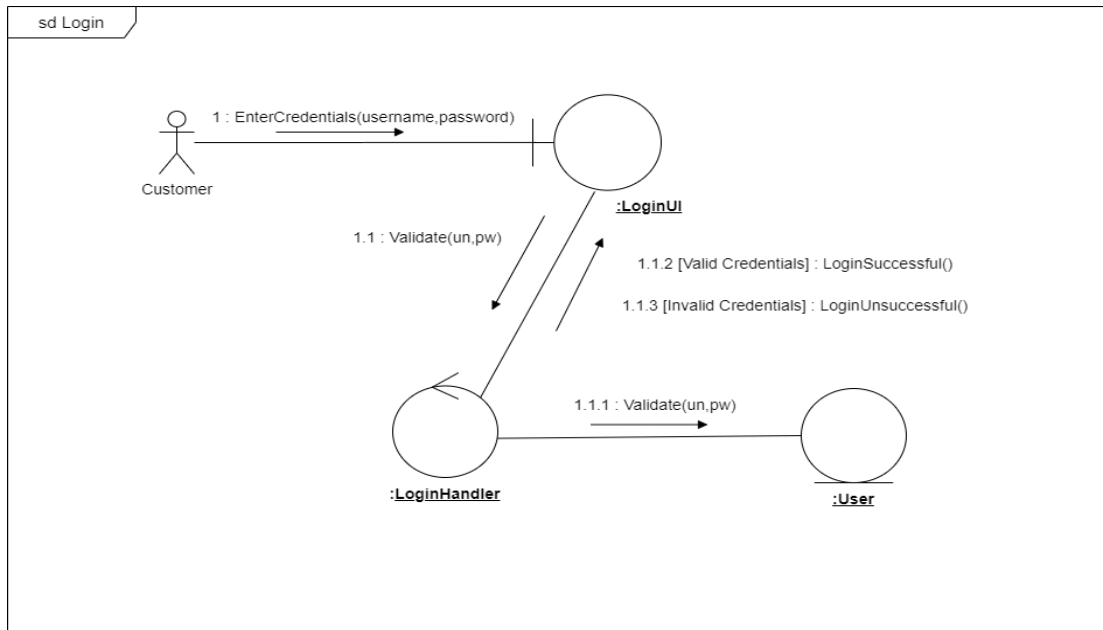 sd Login
1 : EnterCredentials(username,password)
Customer
:LoginUI
1.1 : Validate(un,pw)
1.1.2 [Valid Credentials] : LoginSuccessful()
1.1.3 [Invalid Credentials] : LoginUnsuccessful()
1.1.1 : Validate(un,pw)
:LoginHandler
:User